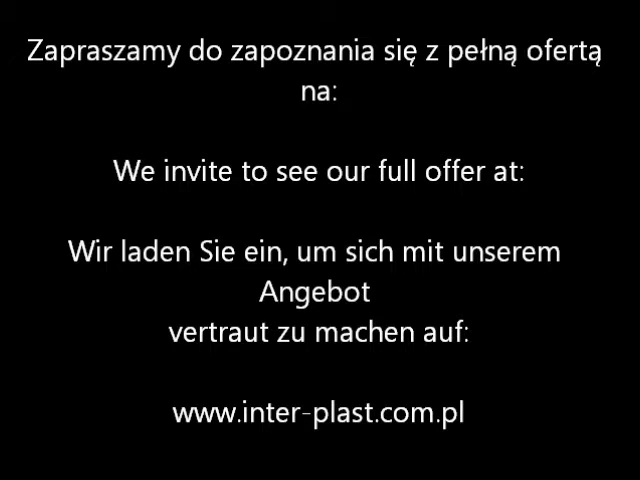 Zapraszamy do zapoznania się z pełną ofertą
na:
We invite to see our full offer at:
Wir laden Sie ein, um sich mit unserem
Angebot
vertraut zu machen auf:
www.inter-plast.com.pl